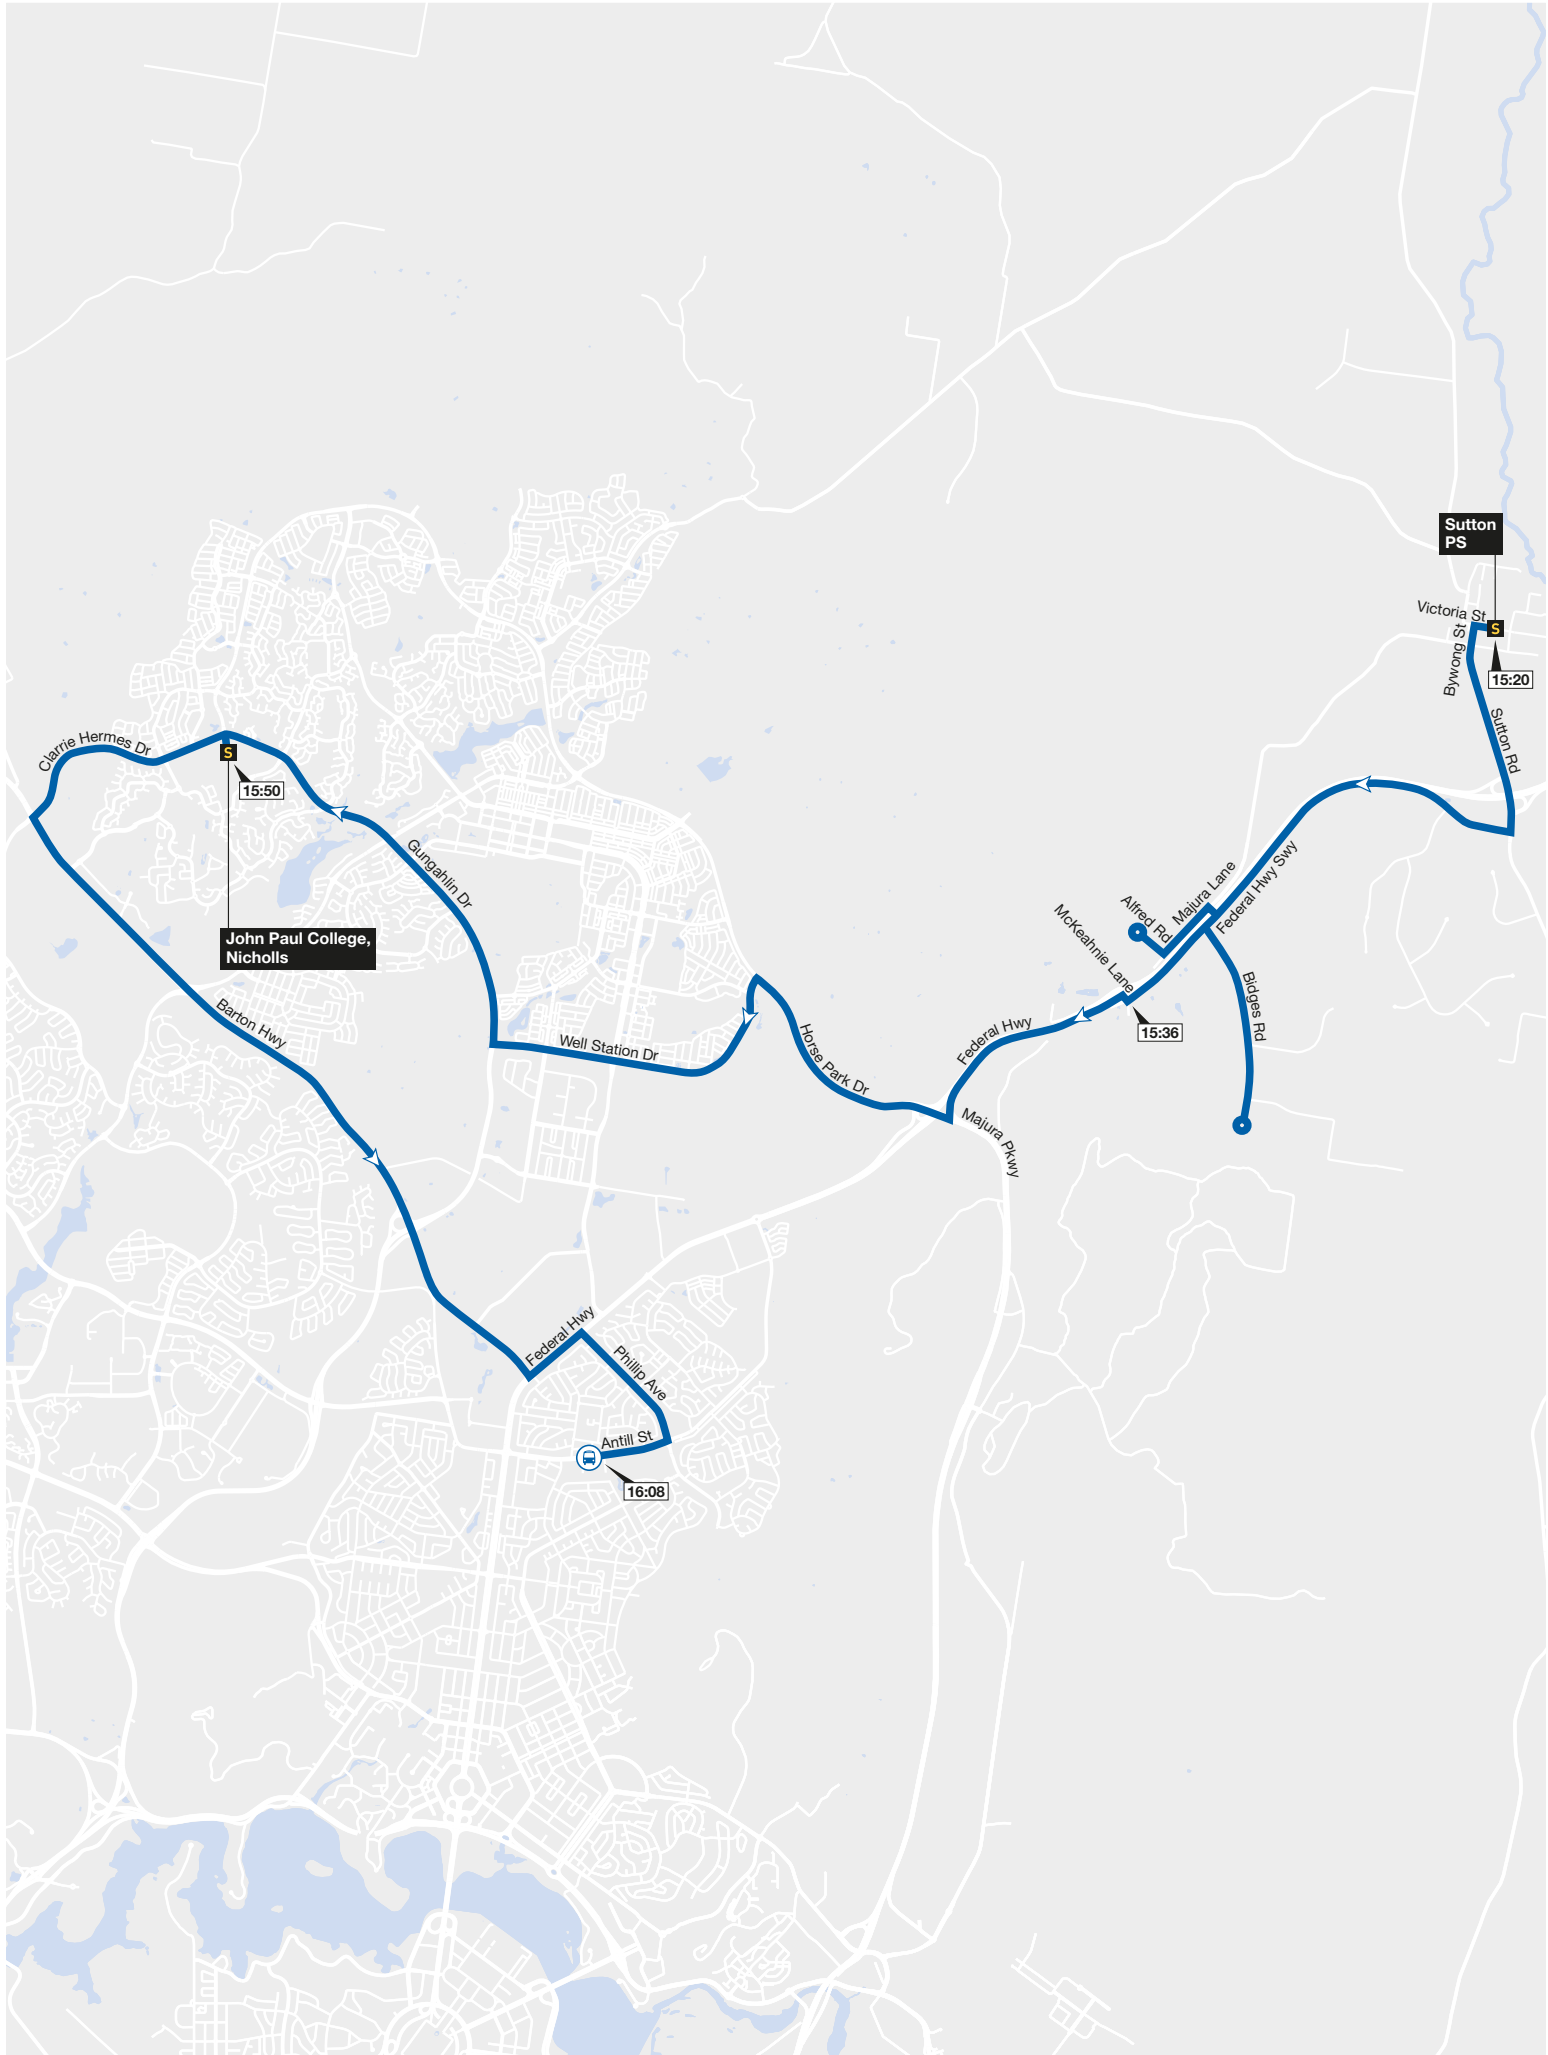 Sutton
PS
Victoria St
S
Bywong St
15:20
Sutton Rd
Clarrie Hermes Dr
S
15:50
Gungahlin Dr
Majura Lane
Federal Hwy Swy
Alfred Rd
McKeahnie Lane
John Paul College,
Nicholls
Bidges Rd
Barton Hwy
15:36
Federal Hwy
Well Station Dr
Horse Park Dr
Majura Pkwy
Federal Hwy
Phillip Ave
Antill St
16:08